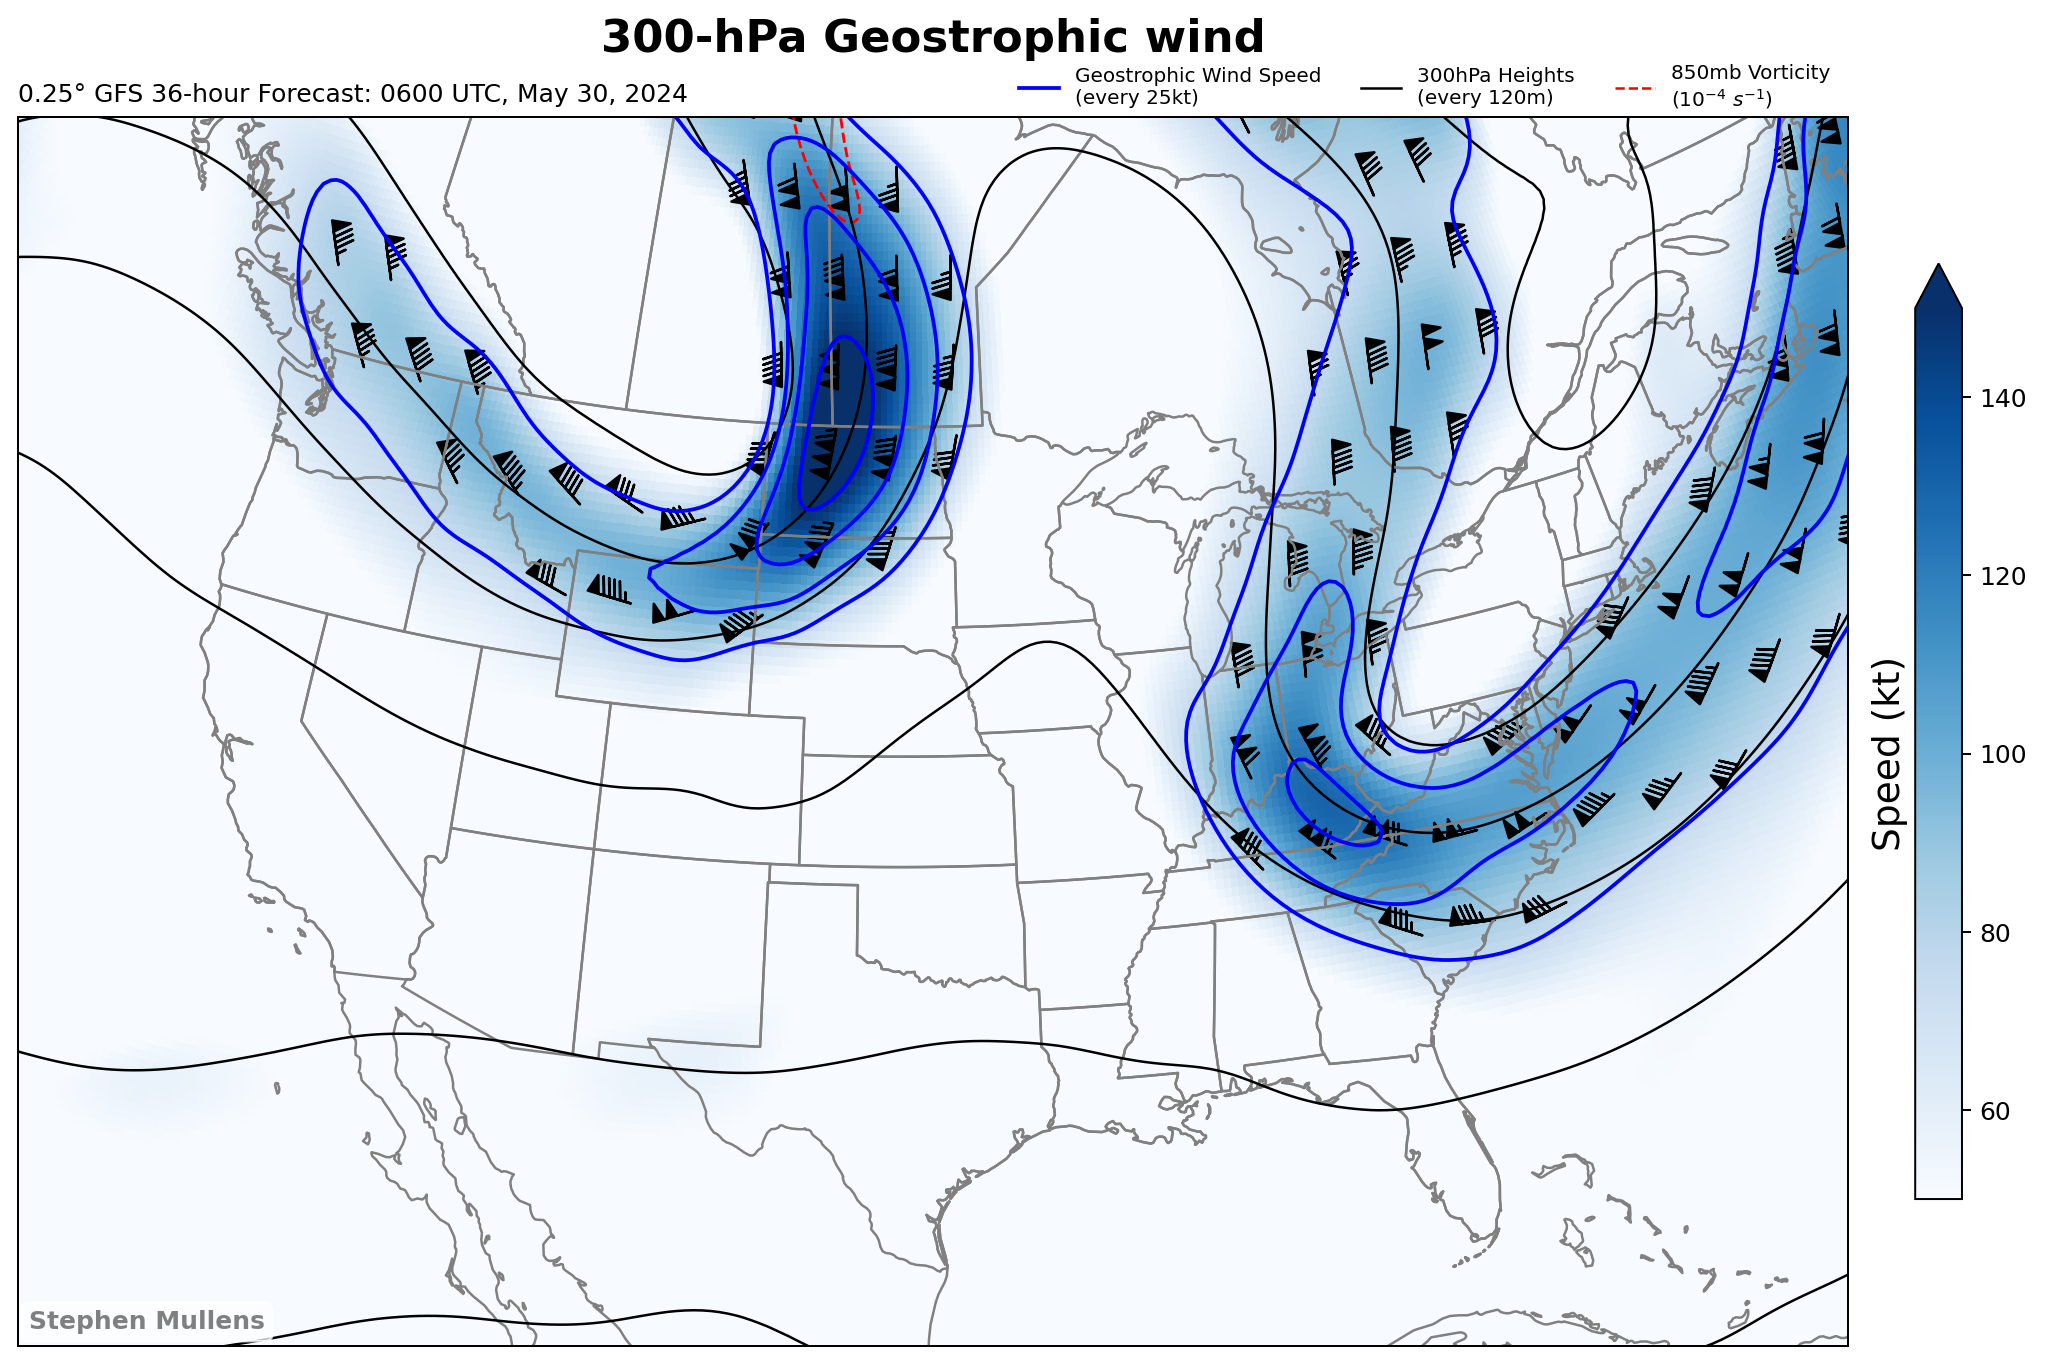 300-hPa Geostrophic wind
0.25° GFS 36-hour Forecast: 0600 UTC, May 30, 2024
Geostrophic Wind Speed
(every 25kt)
300hPa Heights
(every 120m)
850mb Vorticity
(10⁻⁴ s⁻¹)
140
120
100
80
60
Speed (kt)
Stephen Mullens